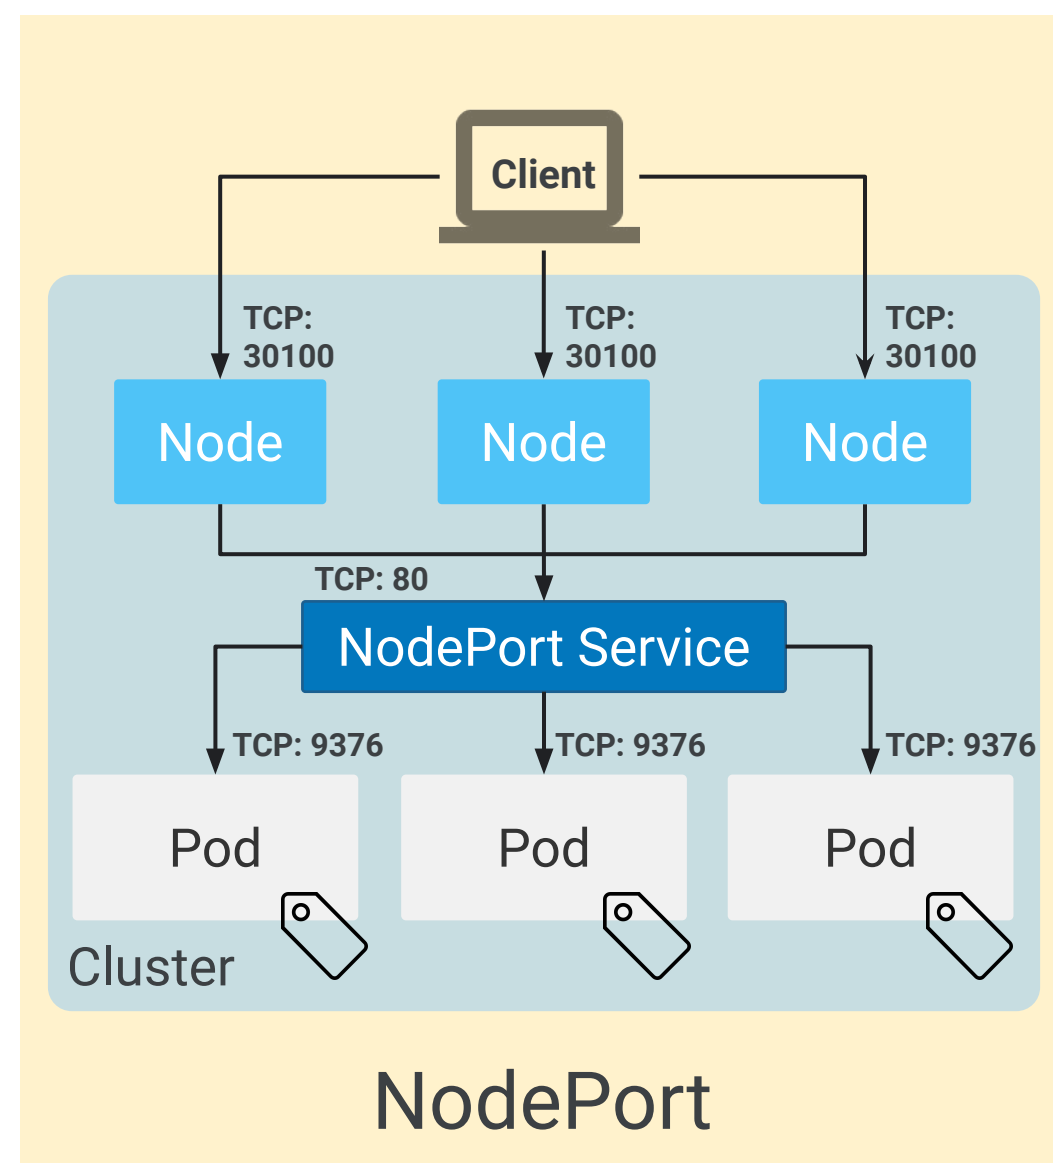 Client
TCP:
30100
TCP:
30100
TCP:
30100
Node
Node
Node
TCP: 80
NodePort Service
TCP: 9376
TCP: 9376
TCP: 9376
Pod
Pod
Pod
Cluster
NodePort